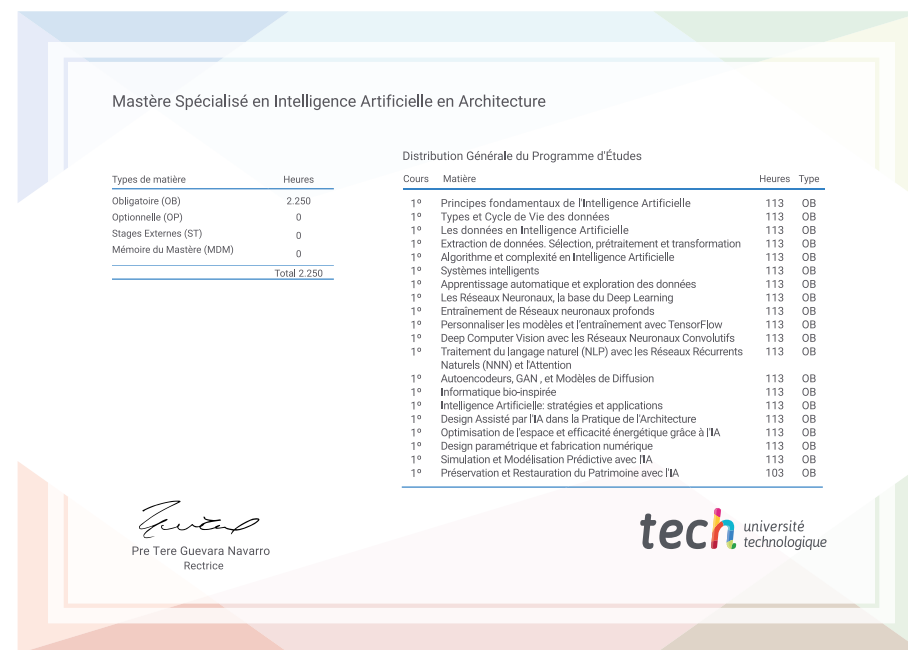 Mastère Spécialisé en Intelligence Artificielle en Architecture
Types de matière Heures
Obligatoire (OB) 2.250
Optionnelle (OP) 0
Stages Externes (ST) 0
Mémoire du Mastère (MDM) 0
Total 2.250
Distribution Générale du Programme d'Études
Cours Matière Heures Type
1º Principes fondamentaux de l'Intelligence Artificielle 113 OB
1º Types et Cycle de Vie des données 113 OB
1º Les données en Intelligence Artificielle 113 OB
1º Extraction de données. Sélection, prétraitement et transformation 113 OB
1º Algorithme et complexité en Intelligence Artificielle 113 OB
1º Systèmes intelligents 113 OB
1º Apprentissage automatique et exploration des données 113 OB
1º Les Réseaux Neuronaux, la base du Deep Learning 113 OB
1º Entraînement de Réseaux neuronaux profonds 113 OB
1º Personnaliser les modèles et l'entraînement avec TensorFlow 113 OB
1º Deep Computer Vision avec les Réseaux Neuronaux Convolutifs 113 OB
1º Traitement du langage naturel (NLP) avec les Réseaux Récurrents 113 OB
Naturels (NNN) et l'Attention
1º Autoencodeurs, GAN , et Modèles de Diffusion 113 OB
1º Informatique bio-inspirée 113 OB
1º Intelligence Artificielle: stratégies et applications 113 OB
1º Design Assisté par l'IA dans la Pratique de l'Architecture 113 OB
1º Optimisation de l'espace et efficacité énergétique grâce à l'IA 113 OB
1º Design paramétrique et fabrication numérique 113 OB
1º Simulation et Modélisation Prédictive avec l'IA 113 OB
1º Préservation et Restauration du Patrimoine avec l'IA 103 OB
Pre Tere Guevara Navarro
Rectrice
tech université
technologique